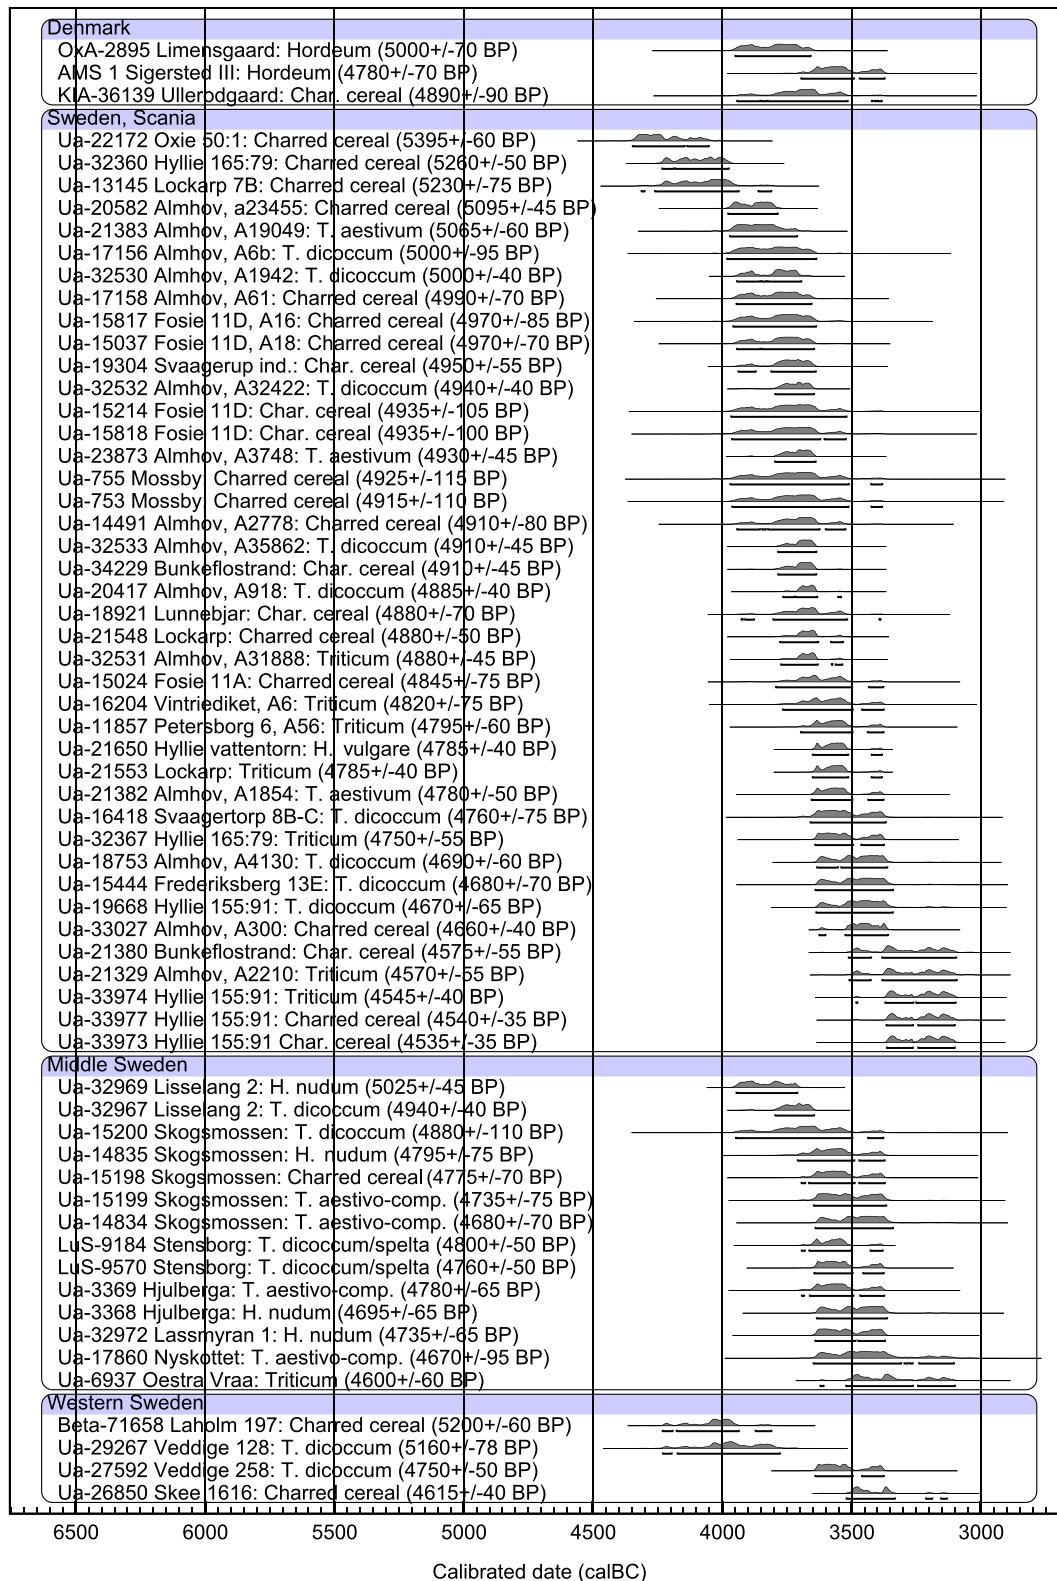 Denmark
OxA-2895 Limensgaard: Hordeum (5000+/-70 BP)
AMS 1 Sigersted III: Hordeum (4780+/-70 BP)
KIA-36139 Ullerodgaard: Char. cereal (4890+/-90 BP)
Sweden, Scania
Ua-22172 Oxie 50:1: Charred cereal (5395+/-60 BP)
Ua-32360 Hyllie 165:79: Charred cereal (5260+/-50 BP)
Ua-13145 Lockarp 7B: Charred cereal (5230+/-75 BP)
Ua-20582 Almhov, a23455: Charred cereal (5095+/-45 BP)
Ua-21383 Almhov, A19049: T. aestivum (5065+/-60 BP)
Ua-17156 Almhov, A6b: T. dicoccum (5000+/-95 BP)
Ua-32530 Almhov, A1942: T. dicoccum (5000+/-40 BP)
Ua-17158 Almhov, A61: Charred cereal (4990+/-70 BP)
Ua-15817 Fosie 11D, A16: Charred cereal (4970+/-85 BP)
Ua-15037 Fosie 11D, A18: Charred cereal (4970+/-70 BP)
Ua-19304 Svaagerup ind.: Char. cereal (4950+/-55 BP)
Ua-32532 Almhov, A32422: T. dicoccum (4940+/-40 BP)
Ua-15214 Fosie 11D: Char. cereal (4935+/-105 BP)
Ua-15818 Fosie 11D: Char. cereal (4935+/-100 BP)
Ua-23873 Almhov, A3748: T. aestivum (4930+/-45 BP)
Ua-755 Mossby: Charred cereal (4925+/-115 BP)
Ua-753 Mossby: Charred cereal (4915+/-110 BP)
Ua-14491 Almhov, A2778: Charred cereal (4910+/-80 BP)
Ua-32533 Almhov, A35862: T. dicoccum (4910+/-45 BP)
Ua-34229 Bunkeflostrand: Char. cereal (4910+/-45 BP)
Ua-20417 Almhov, A918: T. dicoccum (4885+/-40 BP)
Ua-18921 Lunnebjar: Char. cereal (4880+/-70 BP)
Ua-21548 Lockarp: Charred cereal (4880+/-50 BP)
Ua-32531 Almhov, A31888: Triticum (4880+/-45 BP)
Ua-15024 Fosie 11A: Charred cereal (4845+/-75 BP)
Ua-16204 Vintriediket, A6: Triticum (4820+/-75 BP)
Ua-11857 Petersborg 6, A56: Triticum (4795+/-60 BP)
Ua-21650 Hyllie vattentorn: H. vulgare (4785+/-40 BP)
Ua-21553 Lockarp: Triticum (4785+/-40 BP)
Ua-21382 Almhov, A1854: T. aestivum (4780+/-50 BP)
Ua-16418 Svaagertorp 8B-C: T. dicoccum (4760+/-75 BP)
Ua-32367 Hyllie 165:79: Triticum (4750+/-55 BP)
Ua-18753 Almhov, A4130: T. dicoccum (4690+/-60 BP)
Ua-15444 Frederiksberg 13E: T. dicoccum (4680+/-70 BP)
Ua-19668 Hyllie 155:91: T. dicoccum (4670+/-65 BP)
Ua-33027 Almhov, A300: Charred cereal (4660+/-40 BP)
Ua-21380 Bunkeflostrand: Char. cereal (4575+/-55 BP)
Ua-21329 Almhov, A2210: Triticum (4570+/-55 BP)
Ua-33974 Hyllie 155:91: Triticum (4545+/-40 BP)
Ua-33977 Hyllie 155:91: Charred cereal (4540+/-35 BP)
Ua-33973 Hyllie 155:91 Char. cereal (4535+/-35 BP)
Middle Sweden
Ua-32969 Lisselang 2: H. nudum (5025+/-45 BP)
Ua-32967 Lisselang 2: T. dicoccum (4940+/-40 BP)
Ua-15200 Skogsmossen: T. dicoccum (4880+/-110 BP)
Ua-14835 Skogsmossen: H. nudum (4795+/-75 BP)
Ua-15198 Skogsmossen: Charred cereal (4775+/-70 BP)
Ua-15199 Skogsmossen: T. aestivo-comp. (4735+/-75 BP)
Ua-14834 Skogsmossen: T. aestivo-comp. (4680+/-70 BP)
LuS-9184 Stensborg: T. dicoccum/spelta (4800+/-50 BP)
LuS-9570 Stensborg: T. dicoccum/spelta (4760+/-50 BP)
Ua-3369 Hjulberga: T. aestivo-comp. (4780+/-65 BP)
Ua-3368 Hjulberga: H. nudum (4695+/-65 BP)
Ua-32972 Lassmyran 1: H. nudum (4735+/-65 BP)
Ua-17860 Nyskottet: T. aestivo-comp. (4670+/-95 BP)
Ua-6937 Oestra Vraa: Triticum (4600+/-60 BP)
Western Sweden
Beta-71658 Laholm 197: Charred cereal (5200+/-60 BP)
Ua-29267 Veddige 128: T. dicoccum (5160+/-78 BP)
Ua-27592 Veddige 258: T. dicoccum (4750+/-50 BP)
Ua-26850 Skee 1616: Charred cereal (4615+/-40 BP)
6500 6000 5500 5000 4500 4000 3500 3000
Calibrated date (calBC)